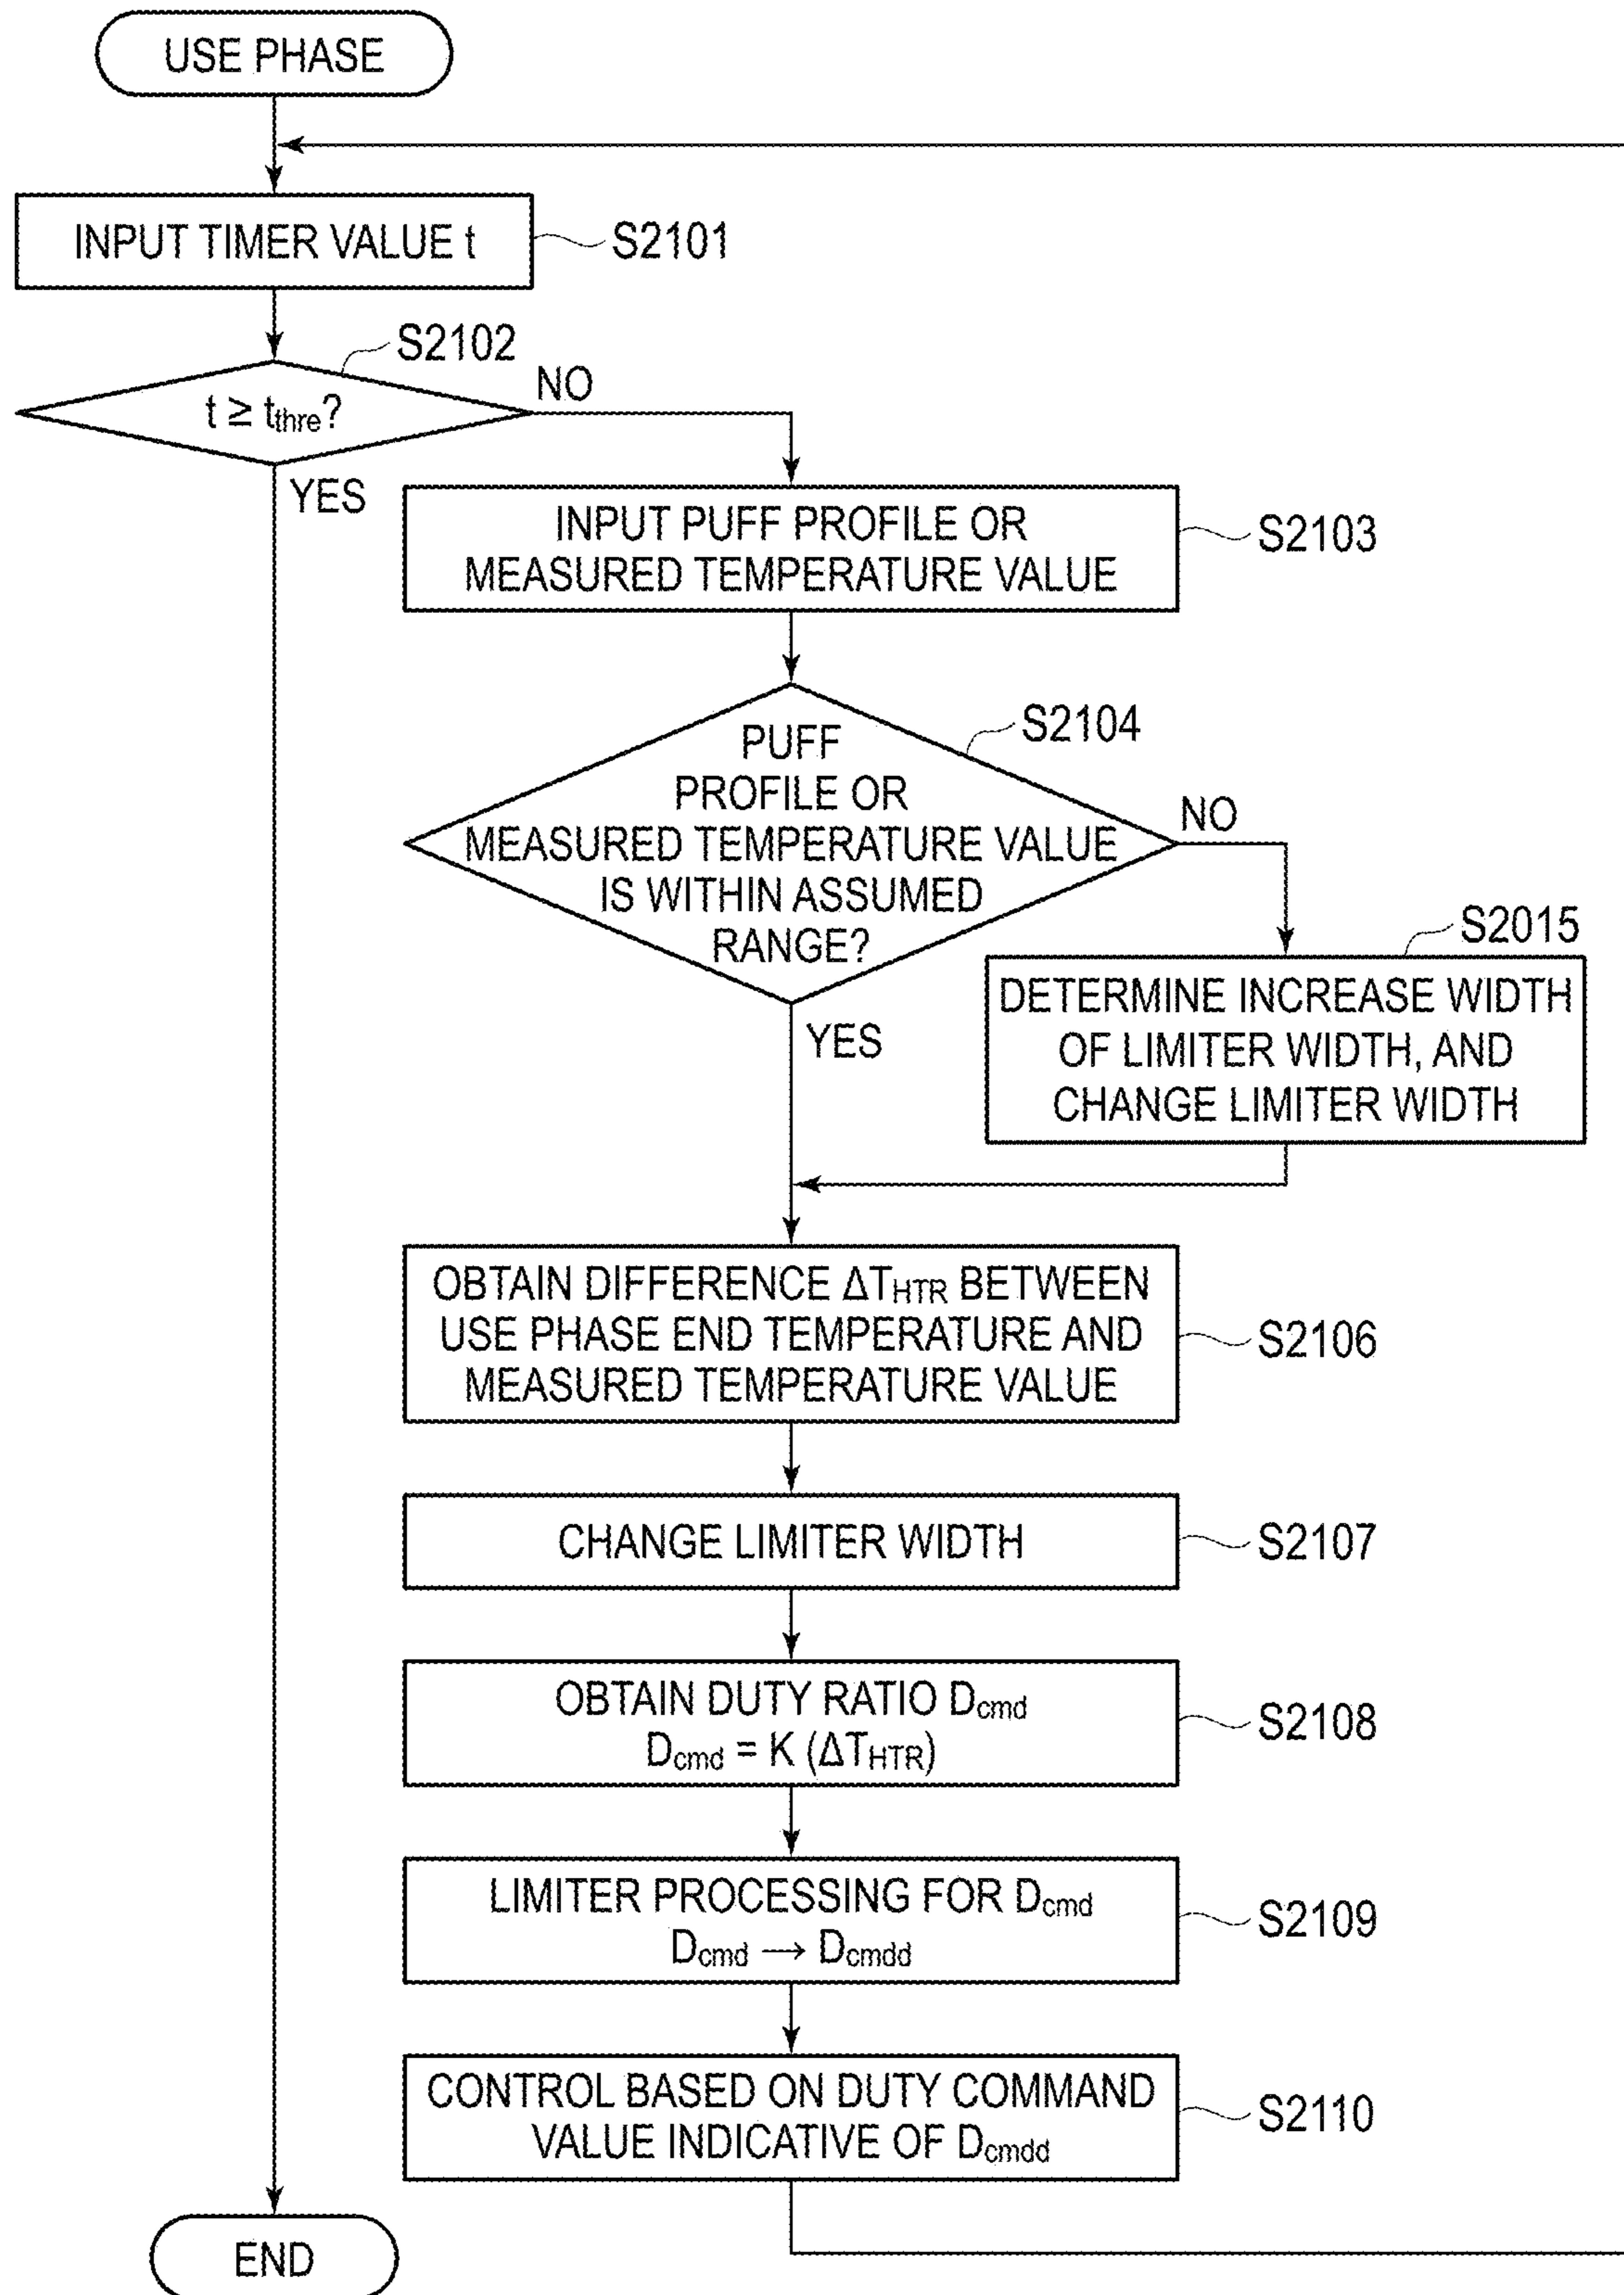 USE PHASE
INPUT TIMER VALUE t
S2101
S2102
t ≥ tthre?
NO
YES
INPUT PUFF PROFILE OR
MEASURED TEMPERATURE VALUE
S2103
S2104
PUFF
PROFILE OR
MEASURED TEMPERATURE VALUE
IS WITHIN ASSUMED
RANGE?
NO
YES
S2015
DETERMINE INCREASE WIDTH
OF LIMITER WIDTH, AND
CHANGE LIMITER WIDTH
OBTAIN DIFFERENCE ΔTHTR BETWEEN
USE PHASE END TEMPERATURE AND
MEASURED TEMPERATURE VALUE
S2106
CHANGE LIMITER WIDTH
S2107
OBTAIN DUTY RATIO Dcmd
Dcmd = K (ΔTHTR)
S2108
LIMITER PROCESSING FOR Dcmd
Dcmd → Dcmdd
S2109
CONTROL BASED ON DUTY COMMAND
VALUE INDICATIVE OF Dcmdd
S2110
END